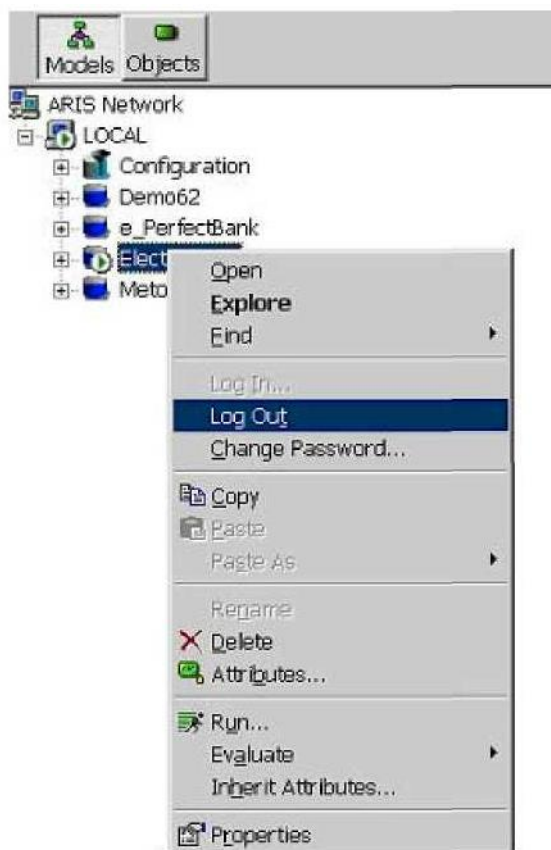 Models Objects
ARIS Network
LOCAL
Configuration
Demo62
e_PerfectBank
Elect
Meto
Open
Explore
Find
Log In...
Log Out
Change Password...
Copy
Paste
Paste As
Rename
Delete
Attributes...
Run...
Evaluate
Inherit Attributes...
Properties